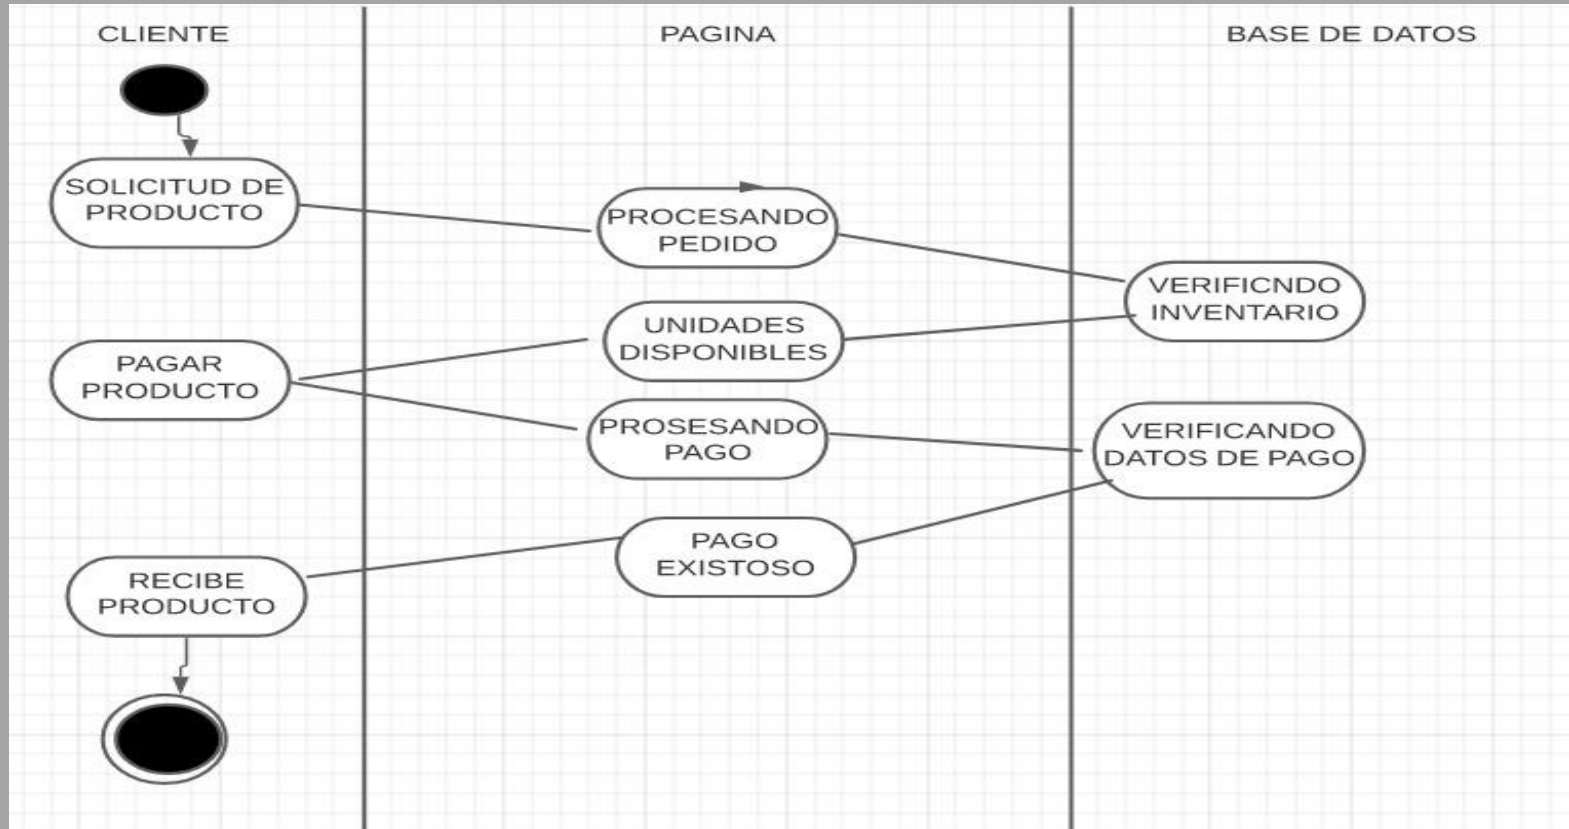 CLIENTE
PAGINA
BASE DE DATOS
SOLICITUD DE
PRODUCTO
PROCESANDO
PEDIDO
VERIFICNDO
INVENTARIO
UNIDADES
DISPONIBLES
PAGAR
PRODUCTO
PROSESANDO
PAGO
VERIFICANDO
DATOS DE PAGO
PAGO
EXISTOSO
RECIBE
PRODUCTO